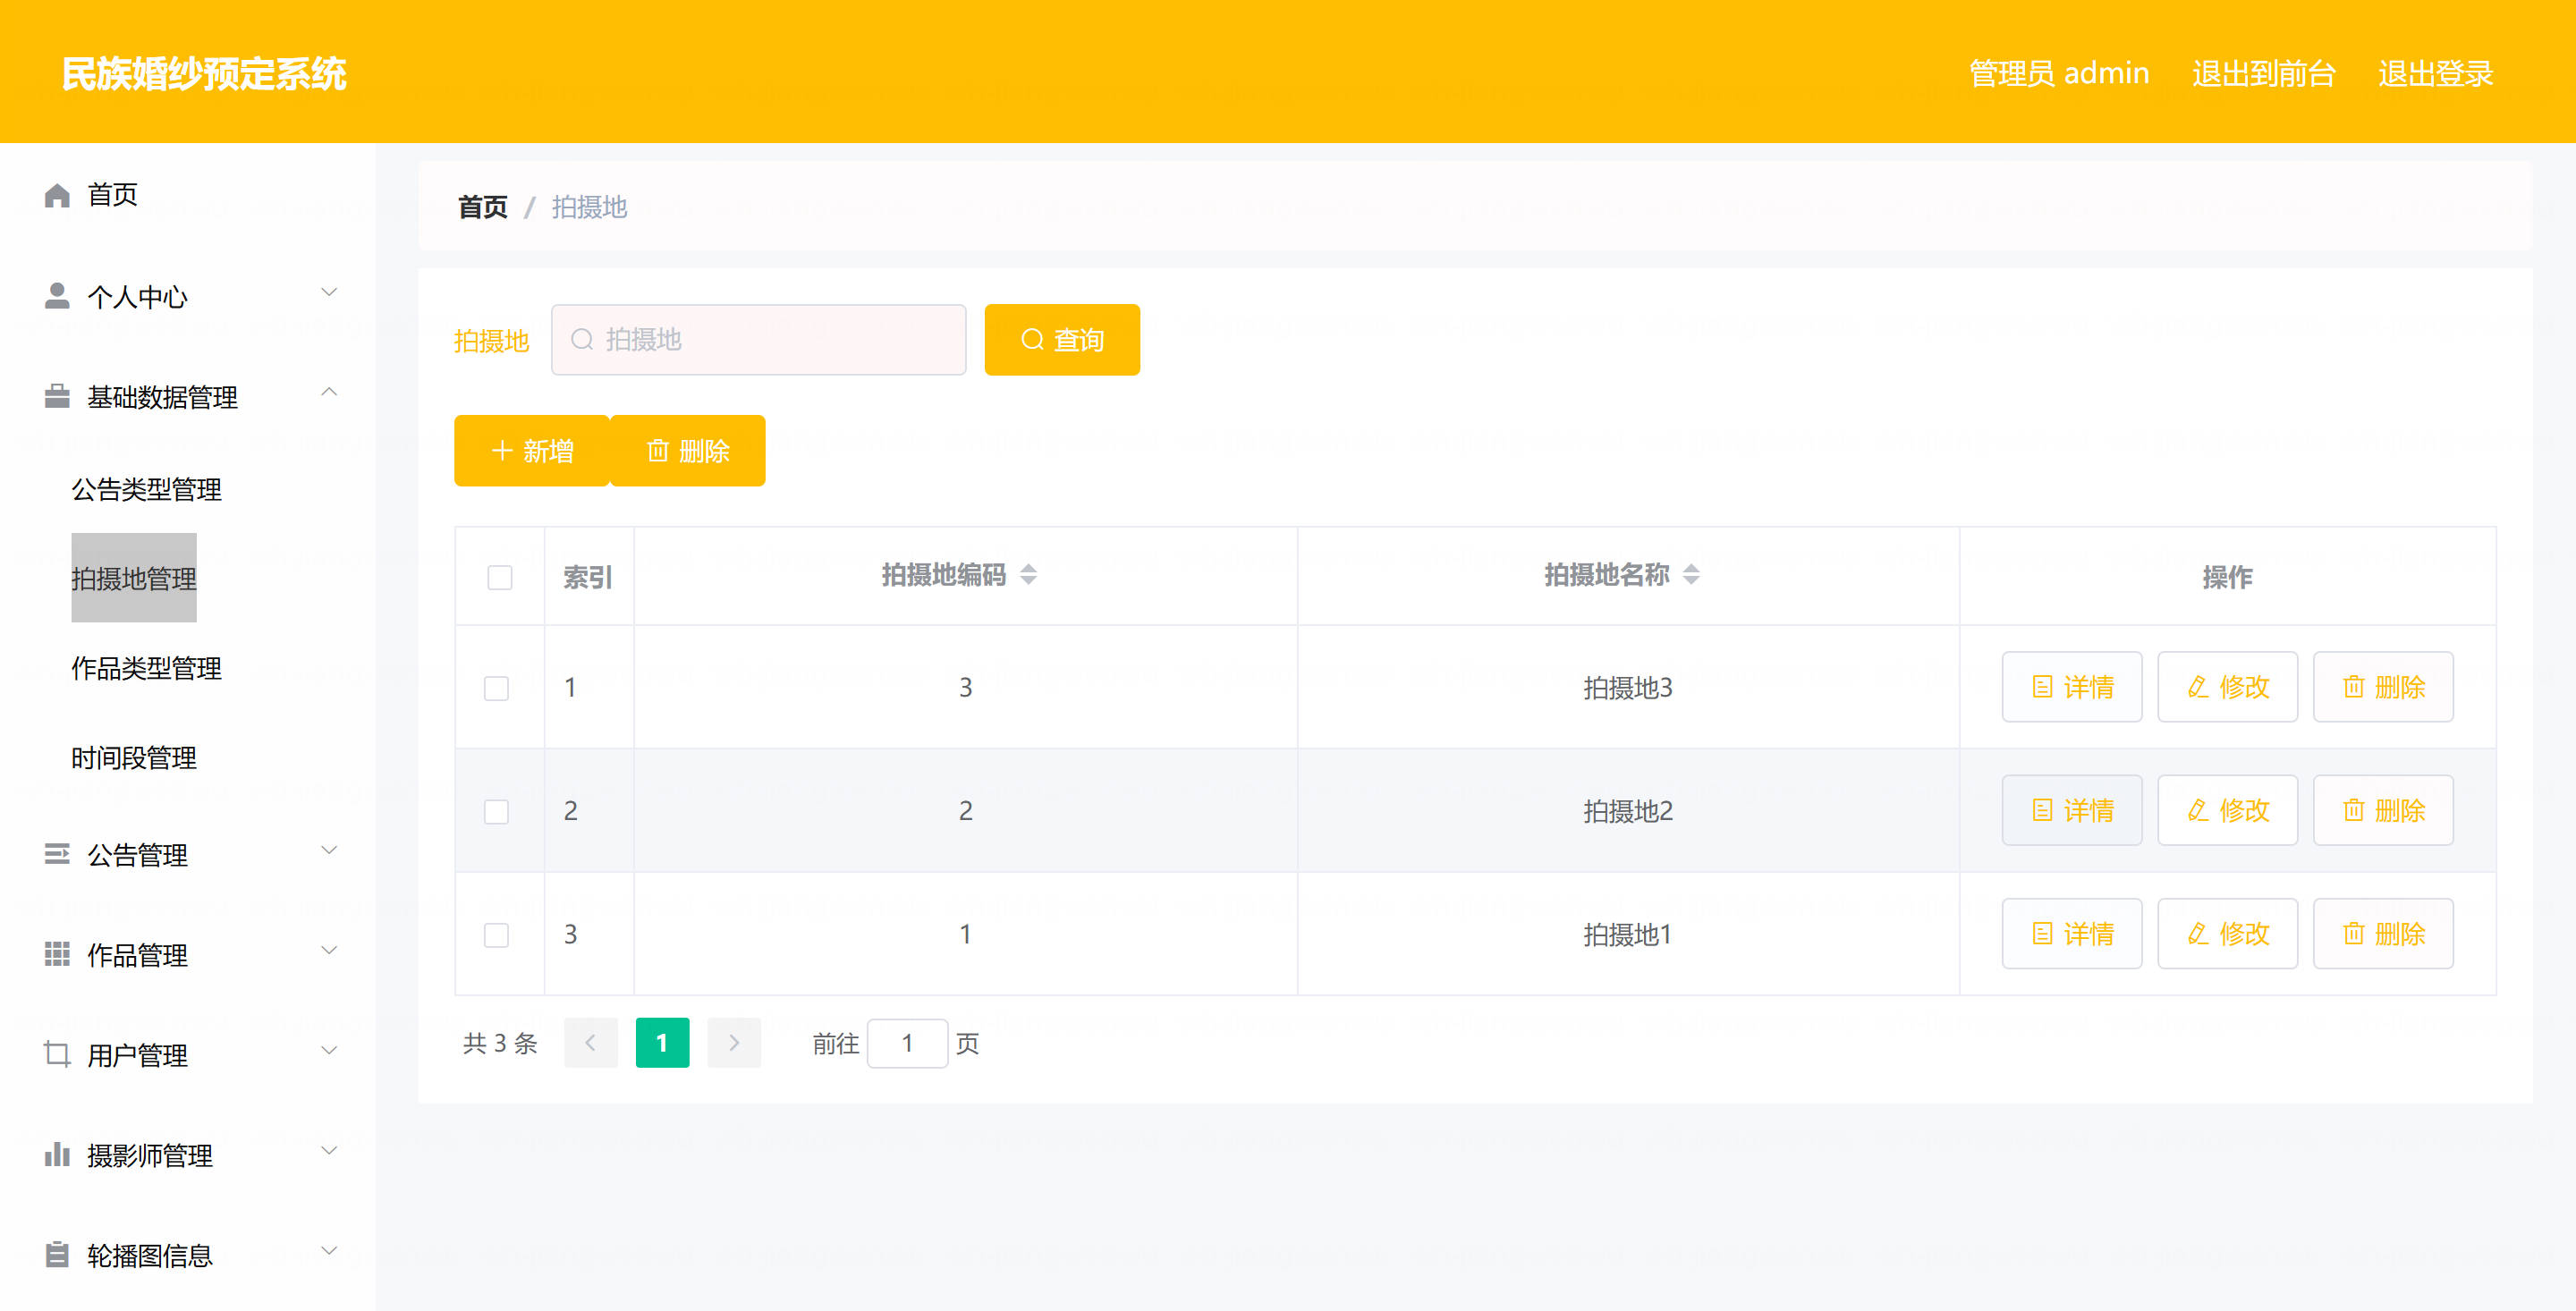 民族婚纱预定系统
管理员 admin 退出到前台 退出登录
首页
个人中心
基础数据管理
公告类型管理
拍摄地管理
作品类型管理
时间段管理
公告管理
作品管理
用户管理
摄影师管理
轮播图信息
首页 / 拍摄地
拍摄地 拍摄地 查询
新增 删除
索引 拍摄地编码 拍摄地名称 操作
1 3 拍摄地3 详情 修改 删除
2 2 拍摄地2 详情 修改 删除
3 1 拍摄地1 详情 修改 删除
共 3 条 1 前往 1 页